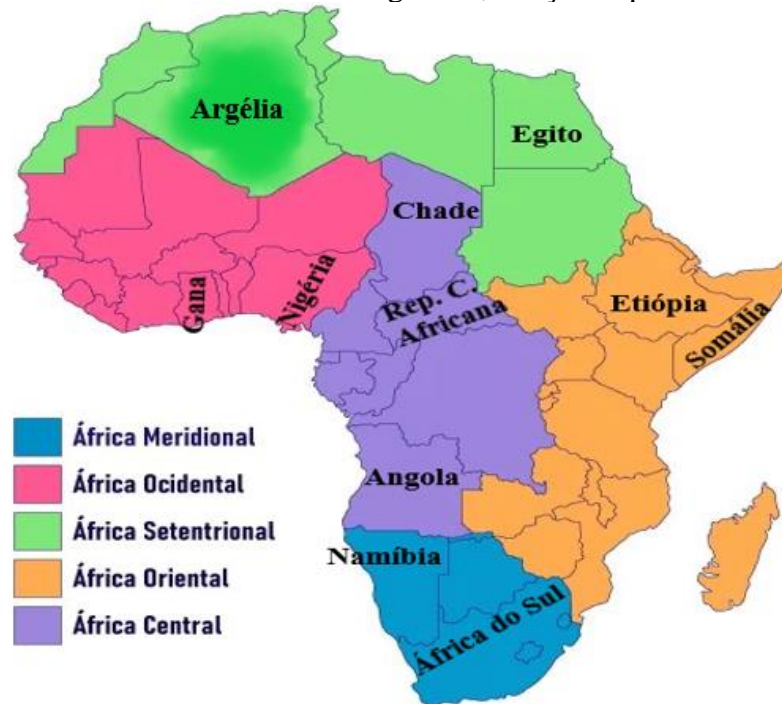 Argélia
Egito
Chade
Gana
Nigéria
Rep. C.
Africana
Etiópia
Somália
Angola
Namíbia
África do Sul
África Meridional
África Ocidental
África Setentrional
África Oriental
África Central